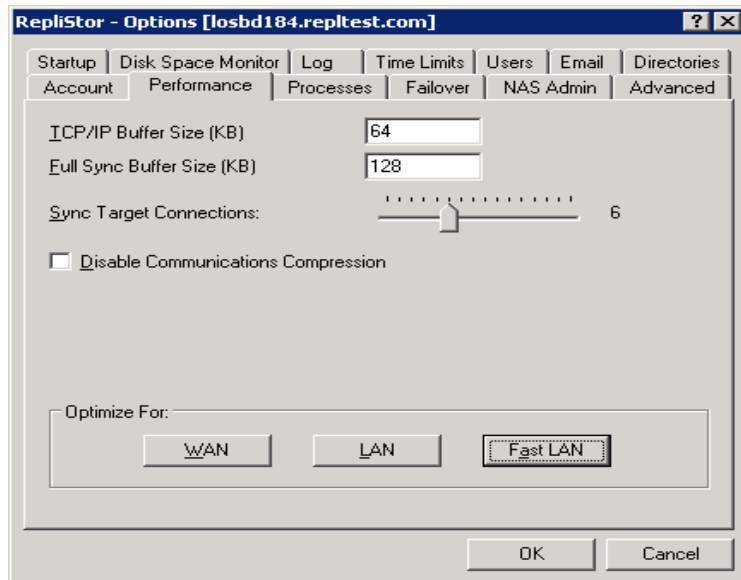 RepliStor - Options [losbd184.repltest.com]
Startup Disk Space Monitor Log Time Limits Users Email Directories
Account Performance Processes Failover NAS Admin Advanced
TCP/IP Buffer Size (KB) 64
Full Sync Buffer Size (KB) 128
Sync Target Connections: 6
Disable Communications Compression
Optimize For:
WAN LAN Fast LAN
OK Cancel